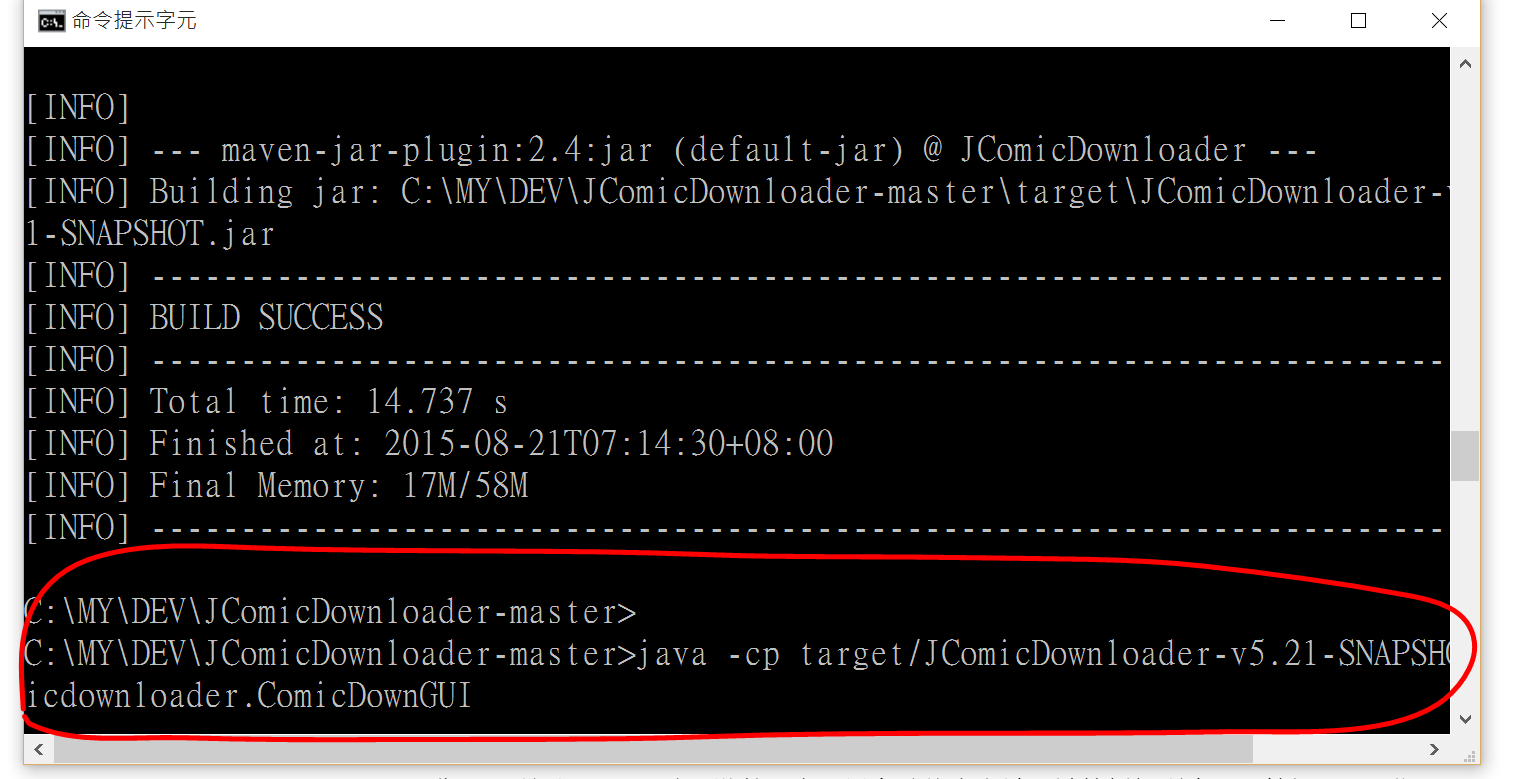 命令提示字元
[INFO]
[INFO] --- maven-jar-plugin:2.4:jar (default-jar) @ JComicDownloader ---
[INFO] Building jar: C:\MY\DEV\JComicDownloader-master\target\JComicDownloader-
1-SNAPSHOT.jar
[INFO] ------------------------------------------------------------------------
[INFO] BUILD SUCCESS
[INFO] ------------------------------------------------------------------------
[INFO] Total time: 14.737 s
[INFO] Finished at: 2015-08-21T07:14:30+08:00
[INFO] Final Memory: 17M/58M
[INFO] ------------------------------------------------------------------------
C:\MY\DEV\JComicDownloader-master>
C:\MY\DEV\JComicDownloader-master>java -cp target/JComicDownloader-v5.21-SNAPSHO
icdownloader.ComicDownGUI